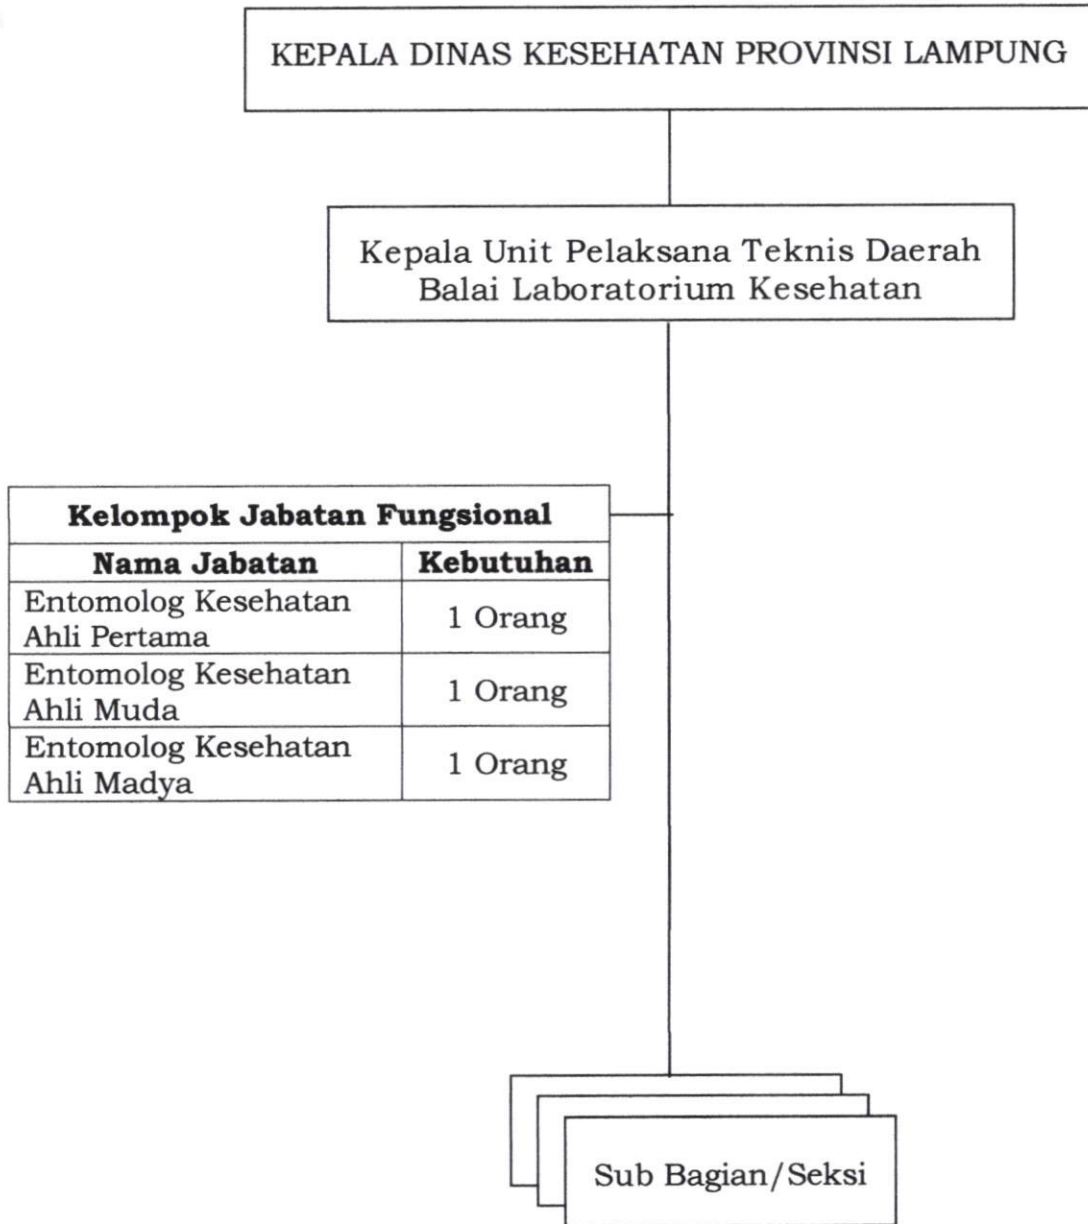 KEPALA DINAS KESEHATAN PROVINSI LAMPUNG
Kepala Unit Pelaksana Teknis Daerah
Balai Laboratorium Kesehatan
Kelompok Jabatan Fungsional
Nama Jabatan Kebutuhan
Entomolog Kesehatan
Ahli Pertama
1 Orang
Entomolog Kesehatan
Ahli Muda
1 Orang
Entomolog Kesehatan
Ahli Madya
1 Orang
Sub Bagian/Seksi